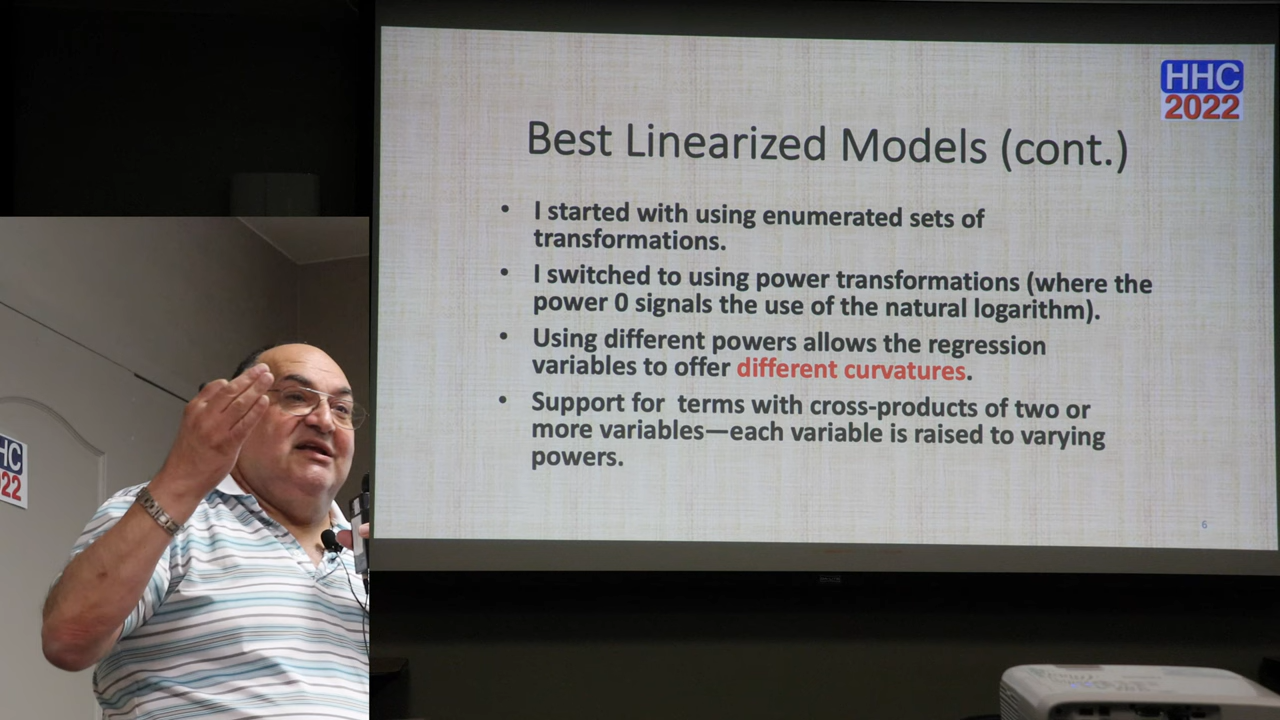 HHC
2022
Best Linearized Models (cont.)
• I started with using enumerated sets of
transformations.
• I switched to using power transformations (where the
power 0 signals the use of the natural logarithm).
• Using different powers allows the regression
variables to offer different curvatures.
• Support for  terms with cross-products of two or
more variables—each variable is raised to varying
powers.
6
HC
22